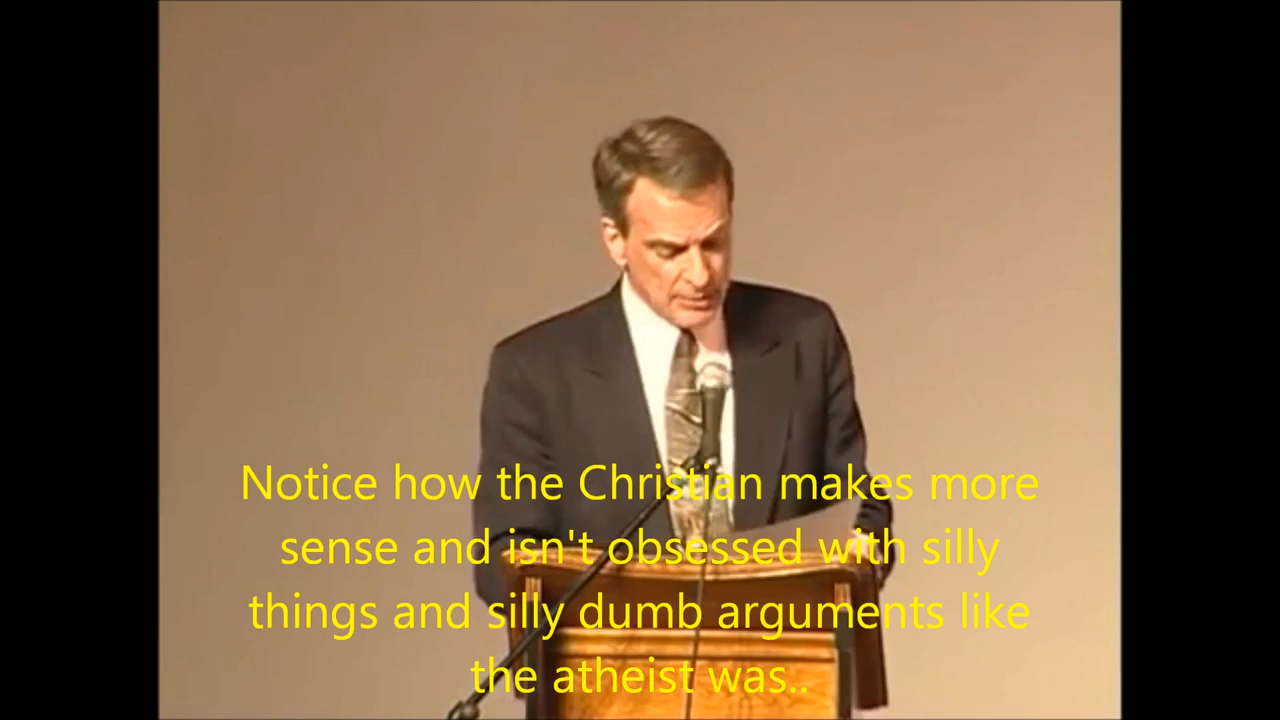 Notice how the Christian makes more
sense and isn't obsessed with silly
things and silly dumb arguments like
the atheist was..